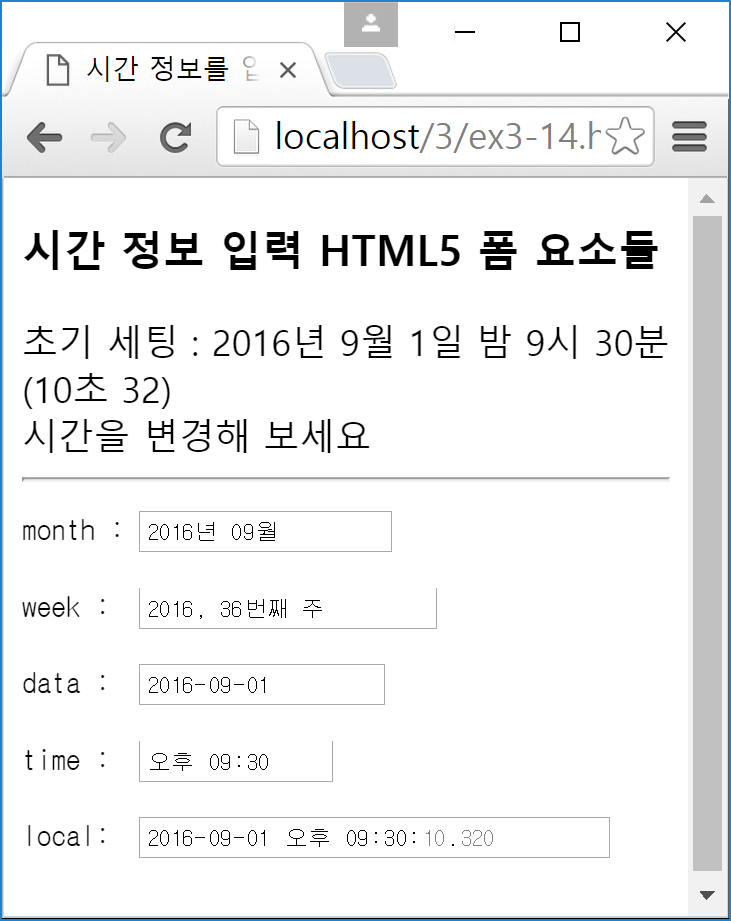 시간 정보를
localhost/3/ex3-14.h
시간 정보 입력 HTML5 폼 요소들
초기 세팅 : 2016년 9월 1일 밤 9시 30분
(10초 32)
시간을 변경해 보세요
month : 2016년 09월
week : 2016, 36번째 주
data : 2016-09-01
time : 오후 09:30
local: 2016-09-01 오후 09:30:10.320